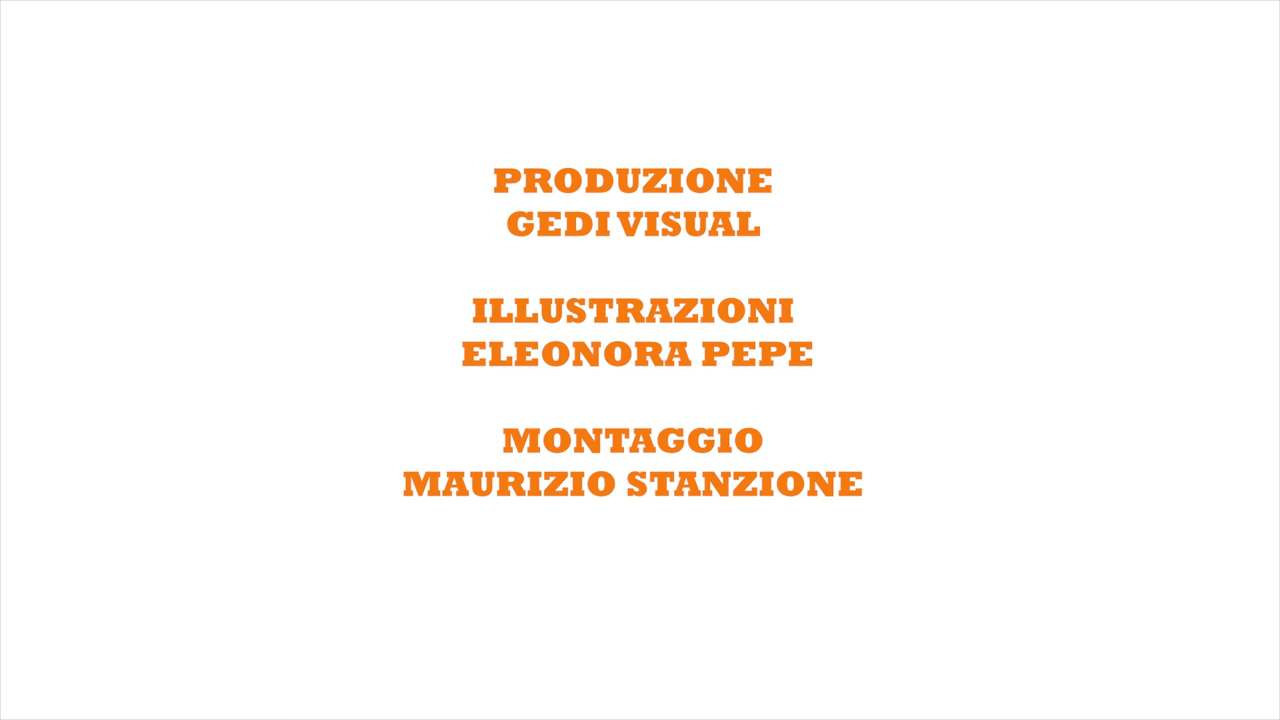 PRODUZIONE
GEDI VISUAL
ILLUSTRAZIONI
ELEONORA PEPE
MONTAGGIO
MAURIZIO STANZIONE